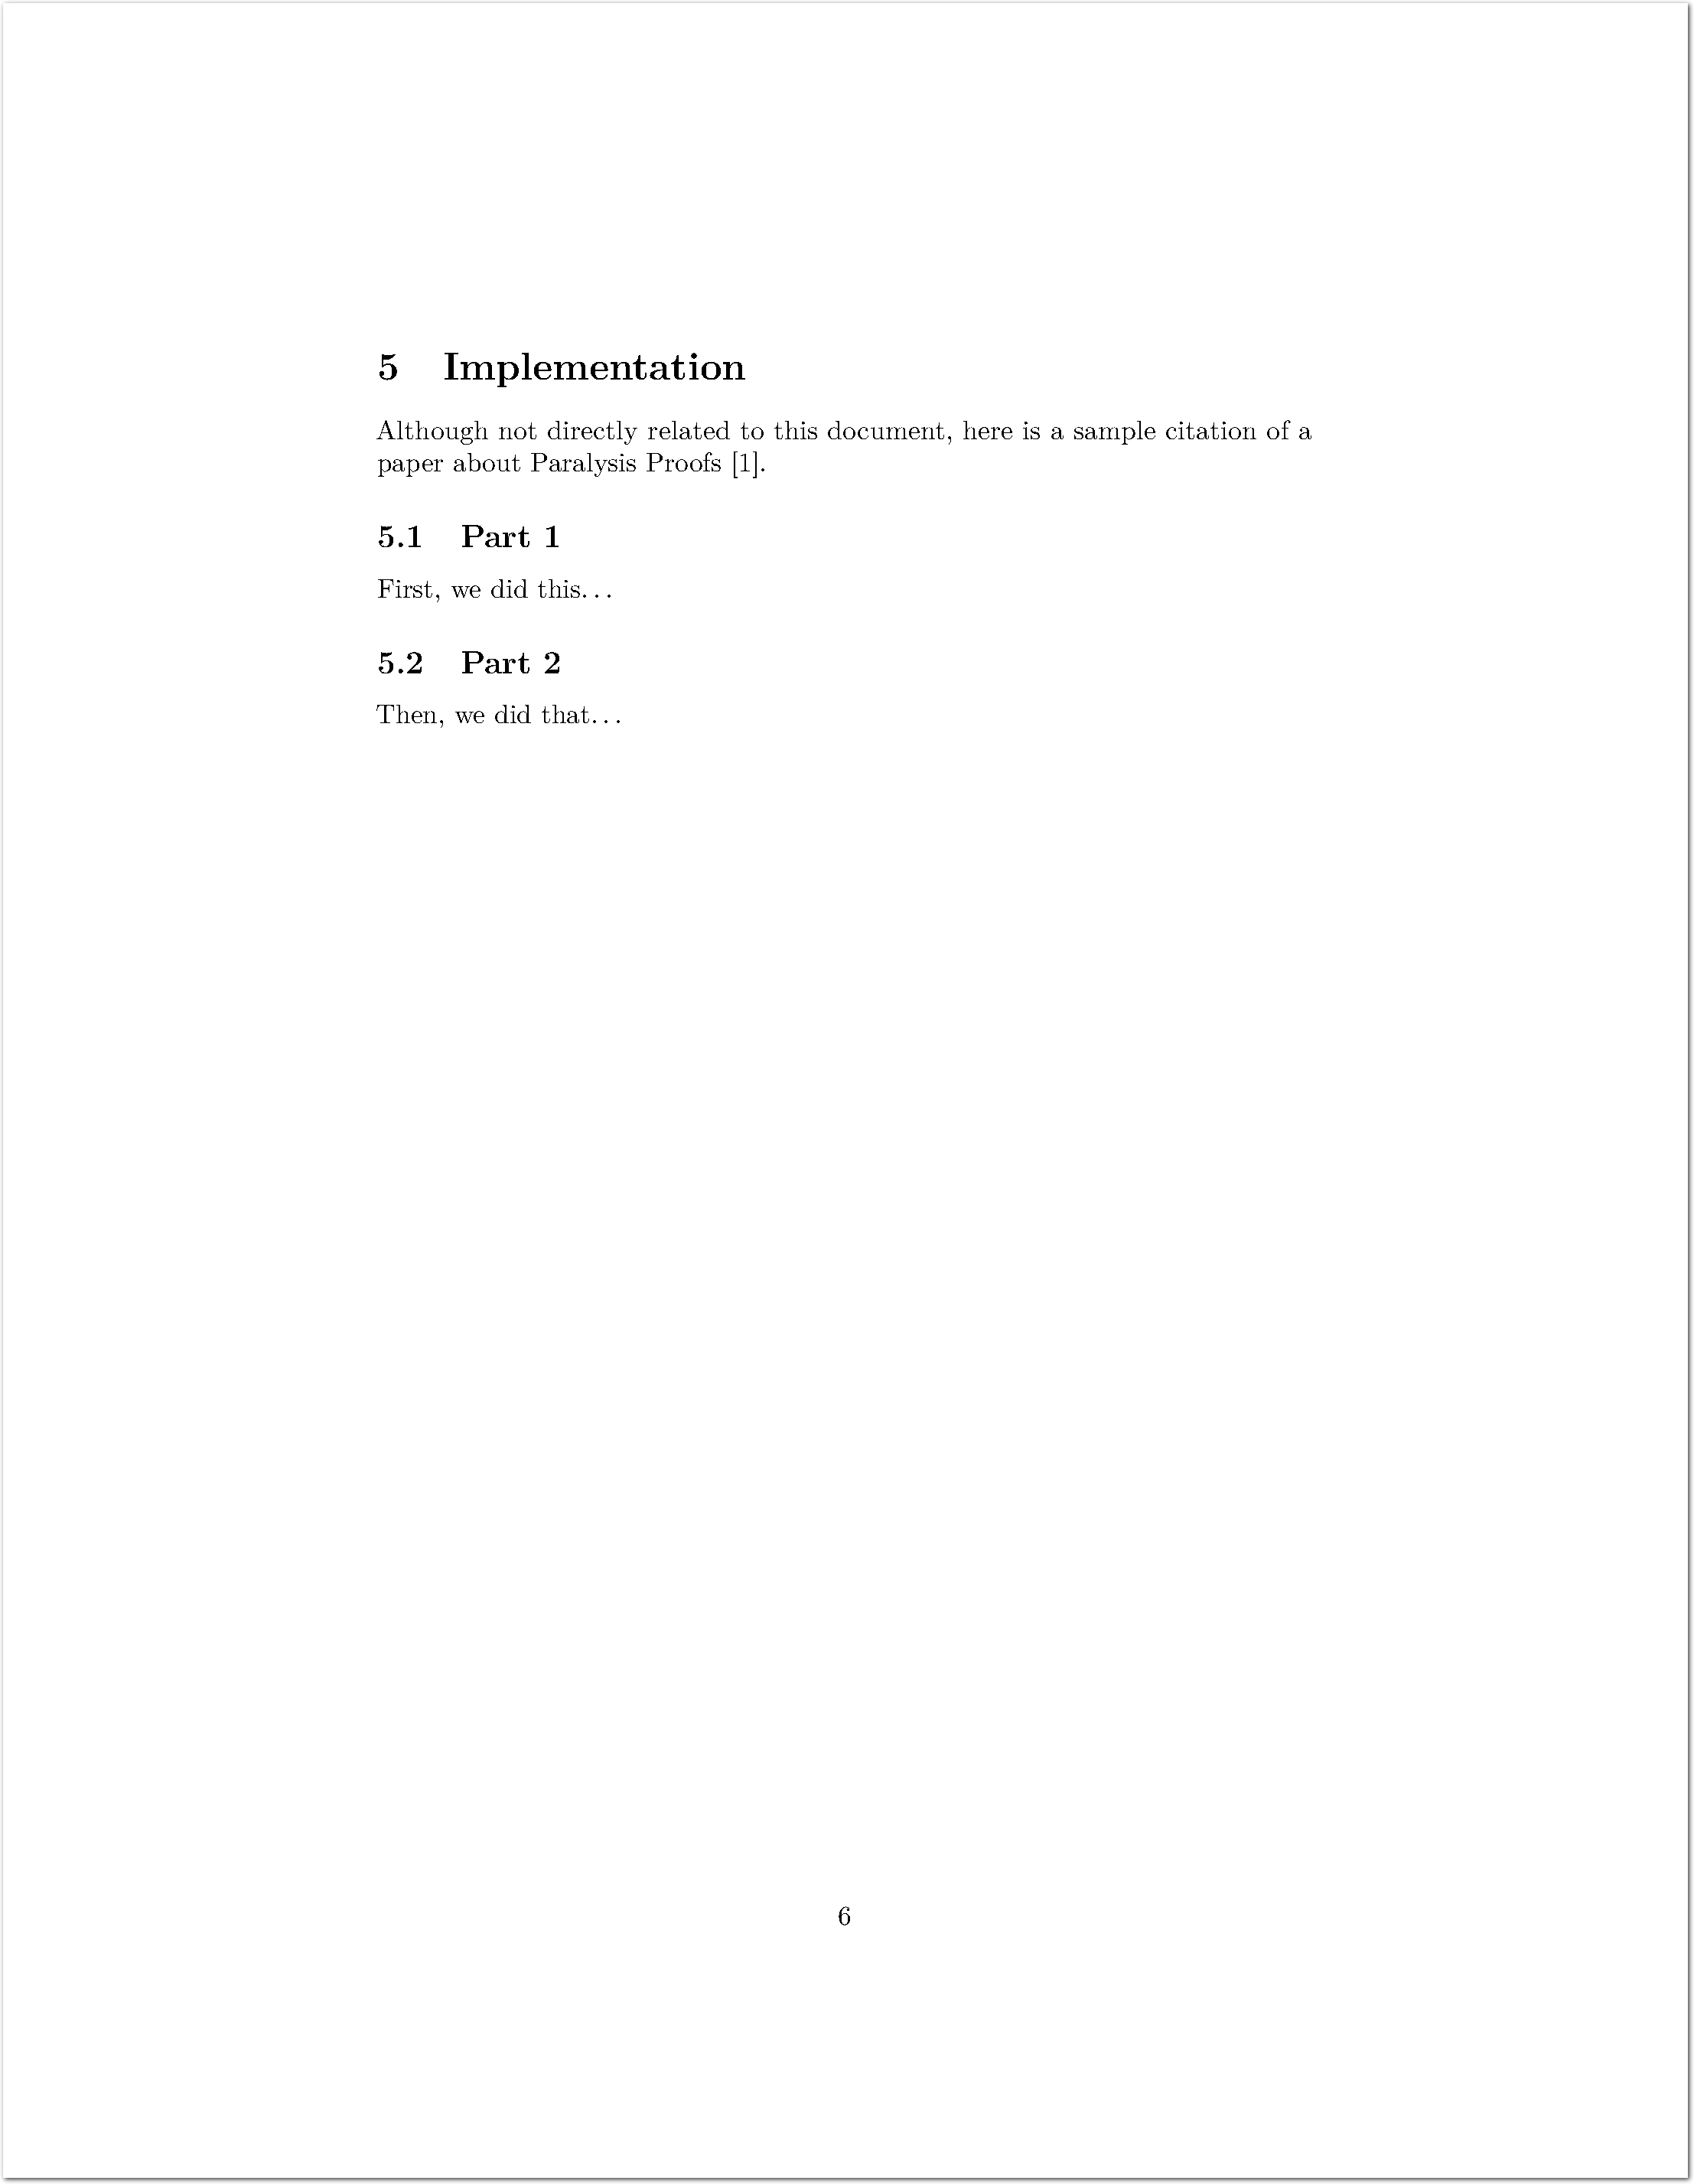 5 Implementation
Although not directly related to this document, here is a sample citation of a
paper about Paralysis Proofs [1].
5.1 Part 1
First, we did this...
5.2 Part 2
Then, we did that...
6